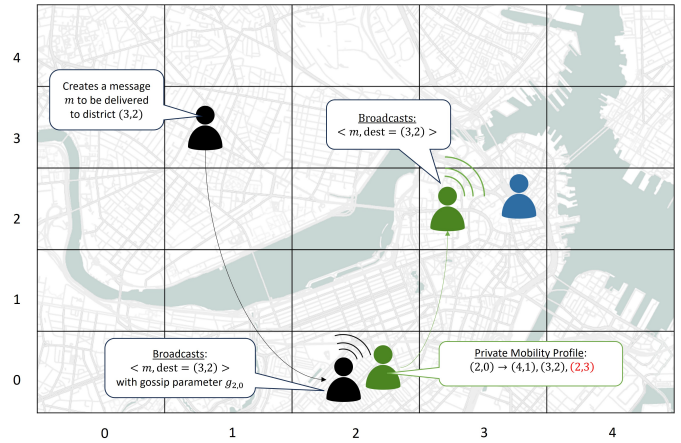 4
Creates a message
m to be delivered
to district (3,2)
3
Broadcasts:
< m, dest = (3,2) >
2
1
Broadcasts:
< m, dest = (3,2) >
with gossip parameter g₂,₀
Private Mobility Profile:
(2,0) → (4,1), (3,2), (2,3)
0
0 1 2 3 4